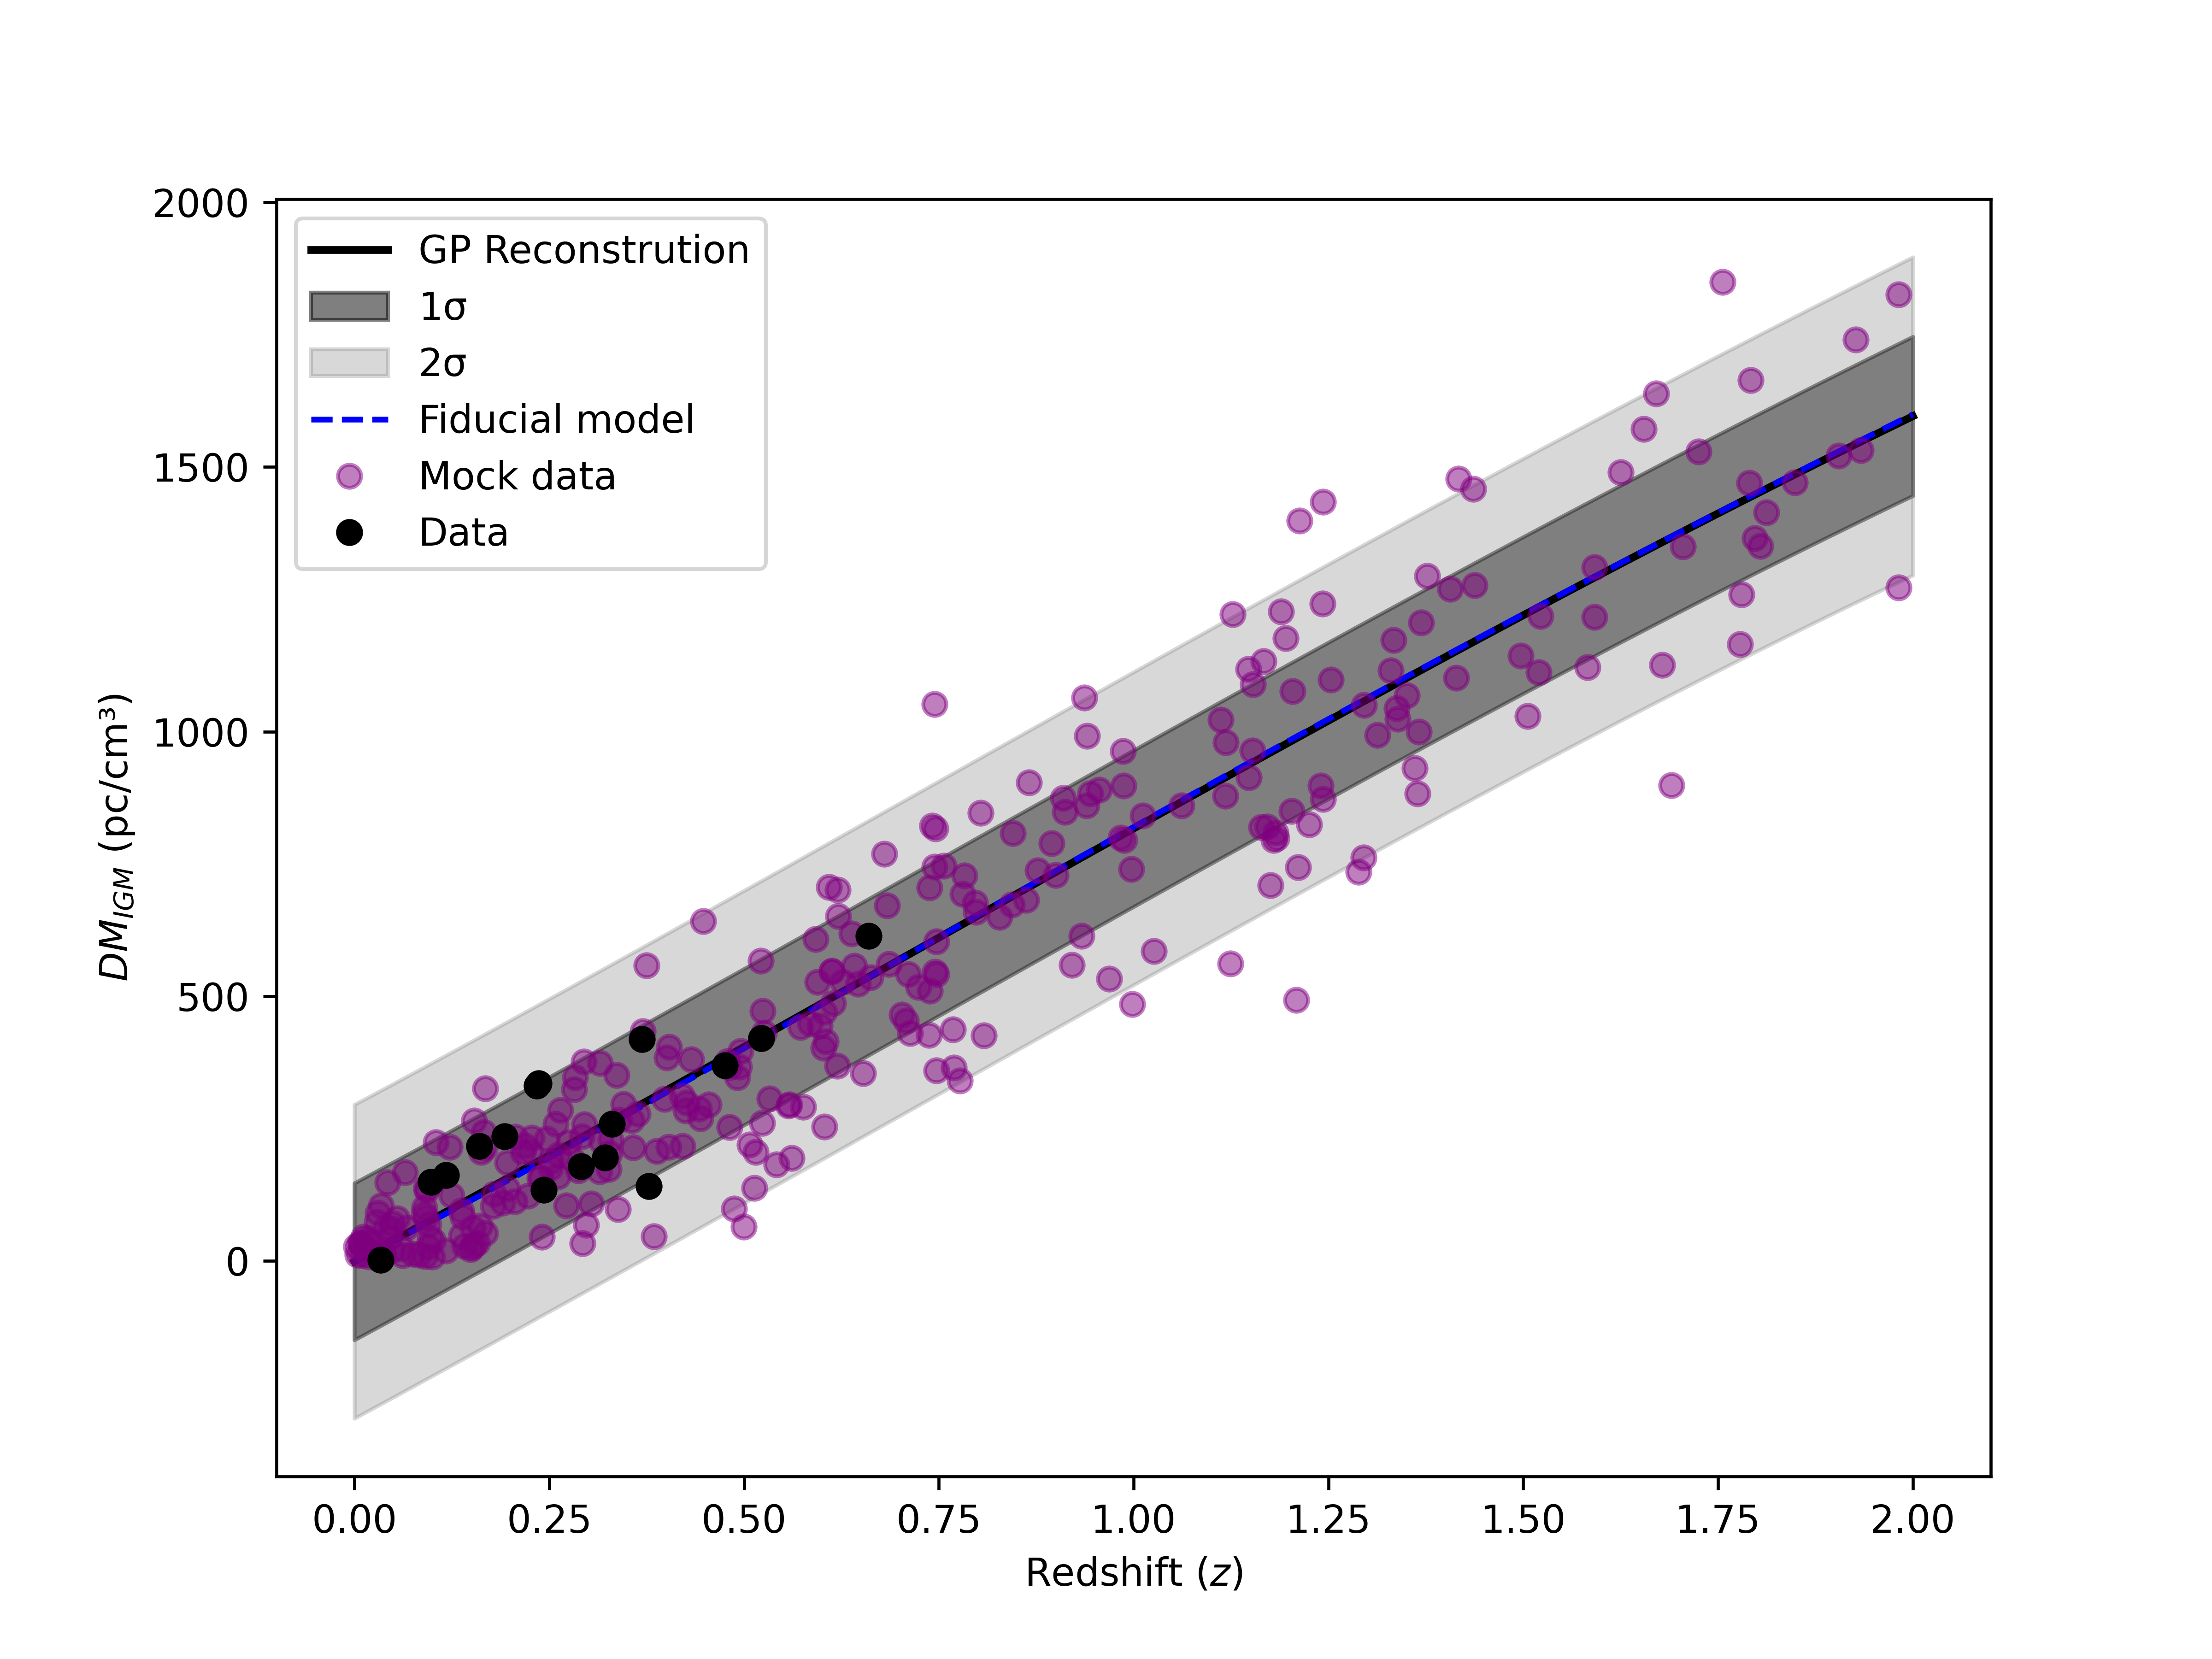 2000
1500
1000
500
0
DM_IGM (pc/cm³)
GP Reconstrution
1σ
2σ
Fiducial model
Mock data
Data
0.00 0.25 0.50 0.75 1.00 1.25 1.50 1.75 2.00
Redshift (z)